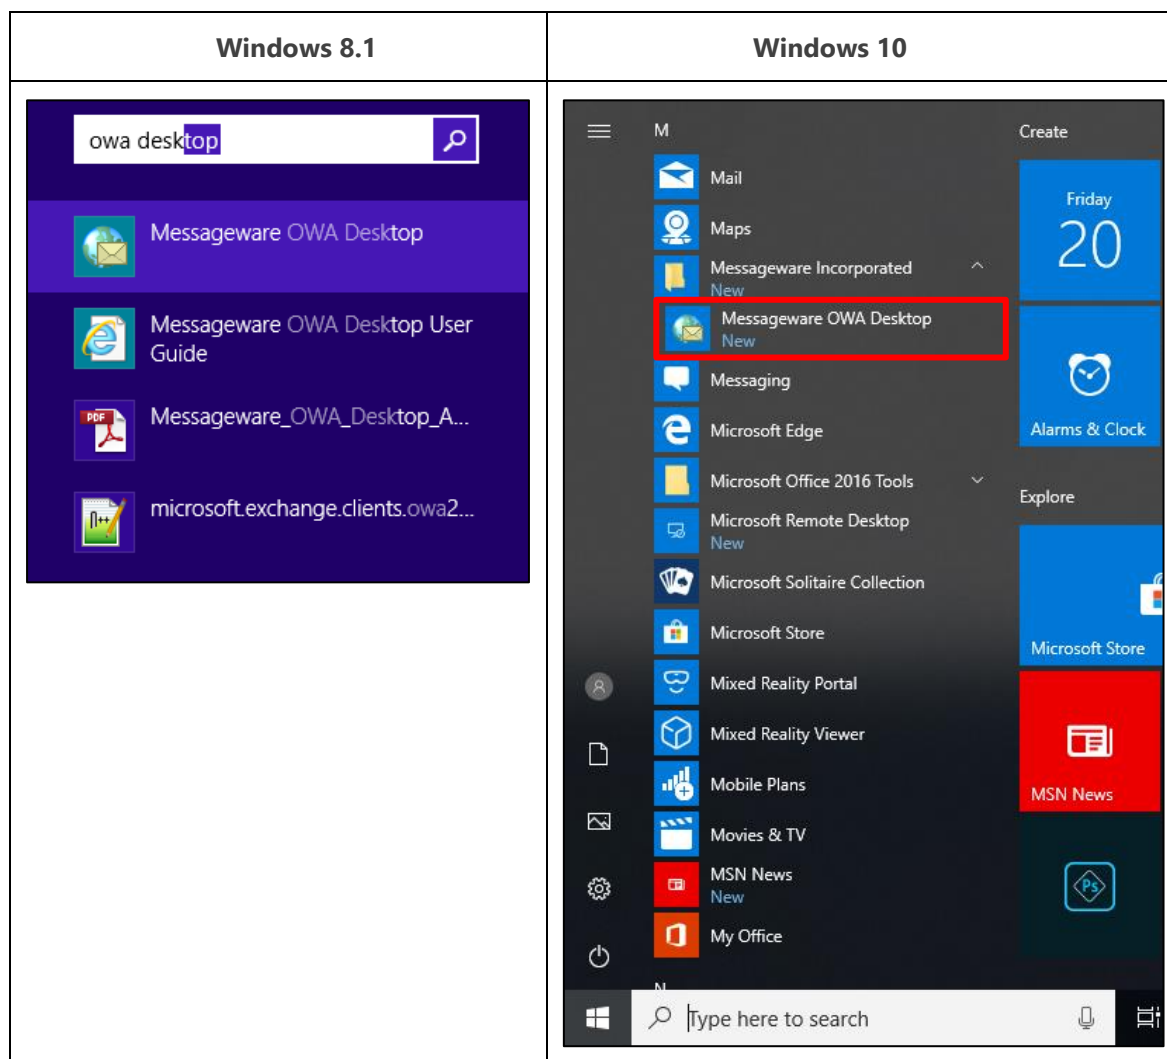 Windows 8.1
Windows 10
owa desktop
Messageware OWA Desktop
Messageware OWA Desktop User
Guide
PDF
Messageware_OWA_Desktop_A...
microsoft.exchange.clients.owa2...
M
Mail
Maps
Messageware Incorporated
New
Messageware OWA Desktop
New
Messaging
Microsoft Edge
Microsoft Office 2016 Tools
Microsoft Remote Desktop
New
Microsoft Solitaire Collection
Microsoft Store
Mixed Reality Portal
Mixed Reality Viewer
Mobile Plans
Movies & TV
MSN News
New
My Office
N
Create
Friday
20
Alarms & Clock
Explore
Microsoft Store
MSN News
Ps
Type here to search